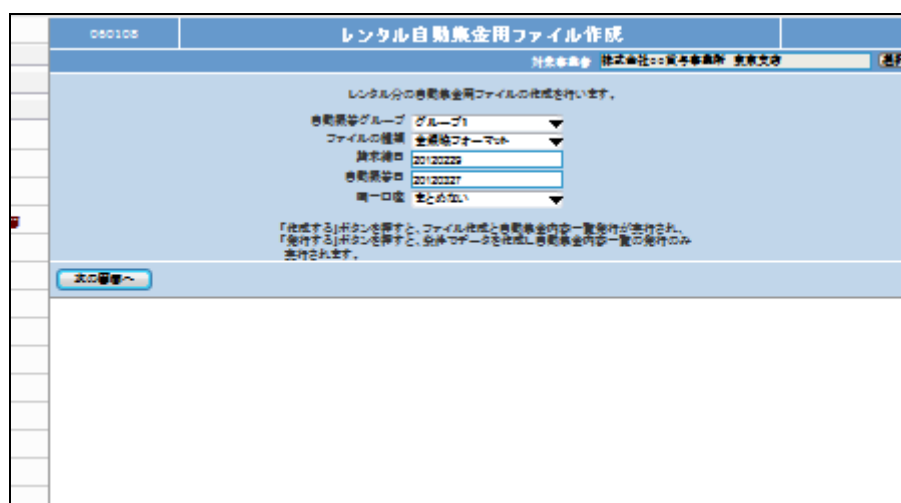 060106
レンタル自動集金用ファイル作成
対象事業者 株式会社○○貸与事業所 東京支店
レンタル分の自動集金用ファイルの作成を行います。
自動振替グループ グループ1
ファイルの種類 全銀協フォーマット
請求締日 20120229
自動振替日 20120327
同一口座 まとめない
「作成する」ボタンを押すと、ファイル作成と自動集金内容一覧発行が実行され、
「発行する」ボタンを押すと、全件でデータを作成し自動集金内容一覧の発行のみ
実行されます。
次の画面へ